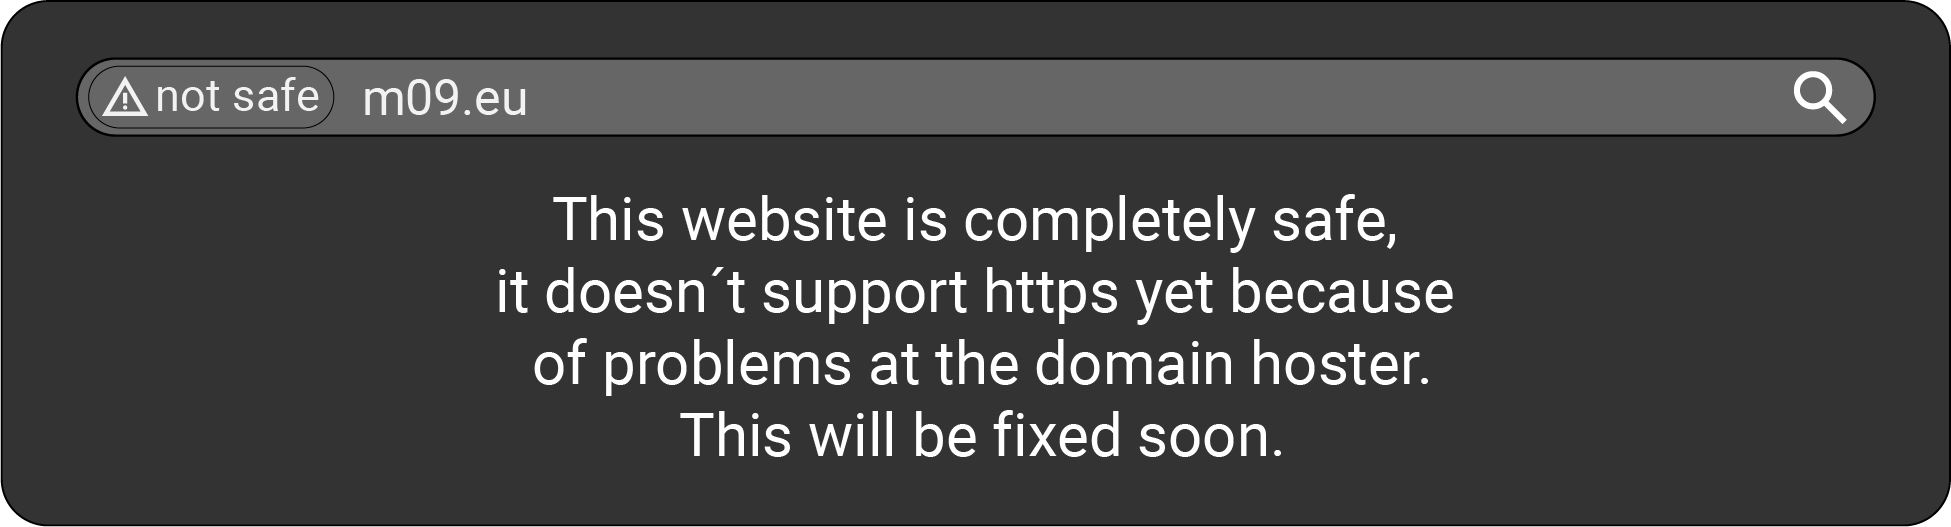 not safe m09.eu
This website is completely safe,
it doesn´t support https yet because
of problems at the domain hoster.
This will be fixed soon.